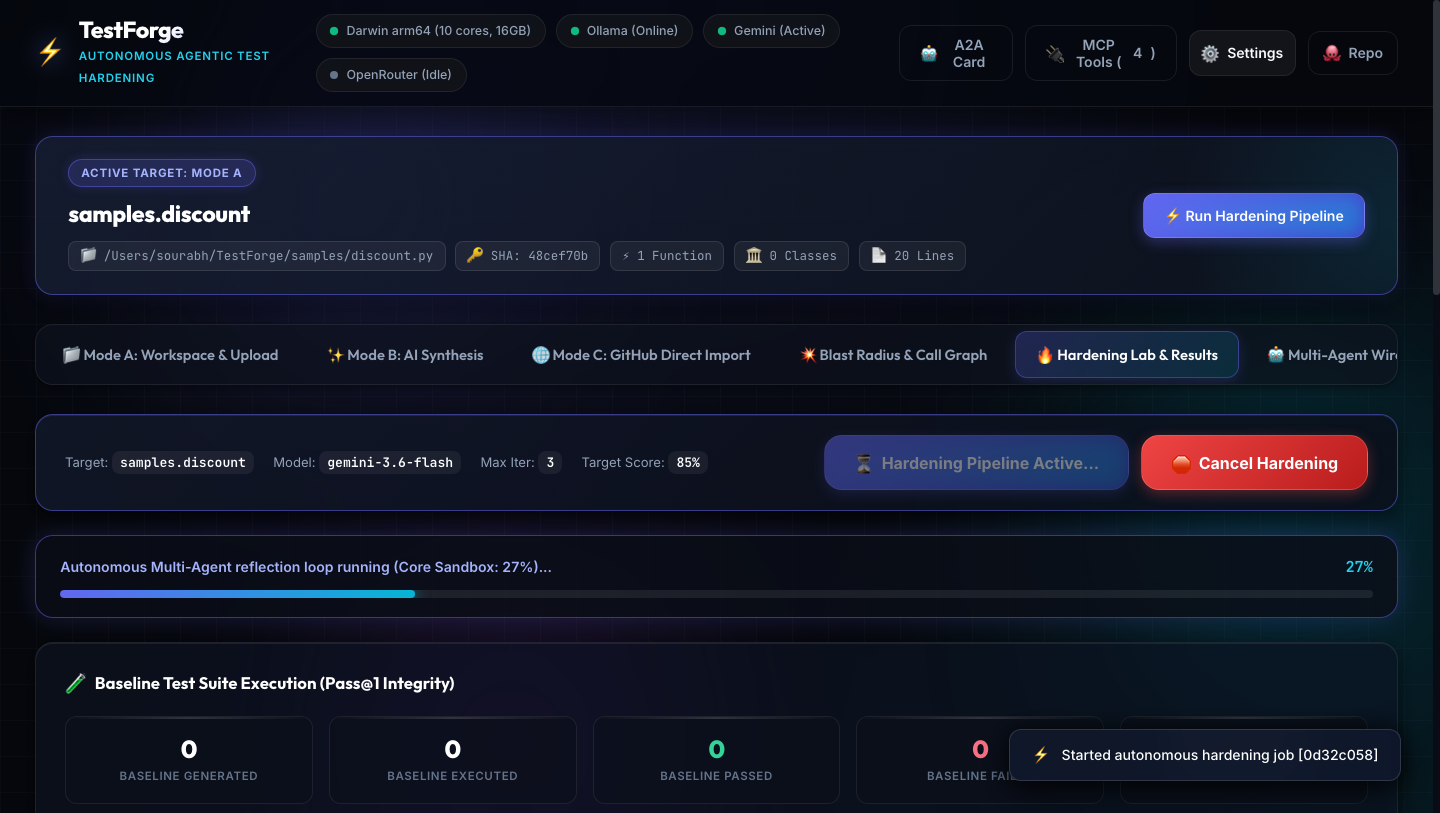 TestForge
AUTONOMOUS AGENTIC TEST
HARDENING
Darwin arm64 (10 cores, 16GB)
Ollama (Online)
Gemini (Active)
OpenRouter (Idle)
A2A
Card
MCP
Tools ( 4 )
Settings
Repo
ACTIVE TARGET: MODE A
samples.discount
/Users/sourabh/TestForge/samples/discount.py
SHA: 48cef70b
⚡ 1 Function
0 Classes
20 Lines
⚡ Run Hardening Pipeline
Mode A: Workspace & Upload
Mode B: AI Synthesis
Mode C: GitHub Direct Import
Blast Radius & Call Graph
Hardening Lab & Results
Multi-Agent Wir
Target: samples.discount
Model: gemini-3.6-flash
Max Iter: 3
Target Score: 85%
Hardening Pipeline Active...
Cancel Hardening
Autonomous Multi-Agent reflection loop running (Core Sandbox: 27%)...
27%
Baseline Test Suite Execution (Pass@1 Integrity)
0
BASELINE GENERATED
0
BASELINE EXECUTED
0
BASELINE PASSED
0
BASELINE
Started autonomous hardening job [0d32c058]